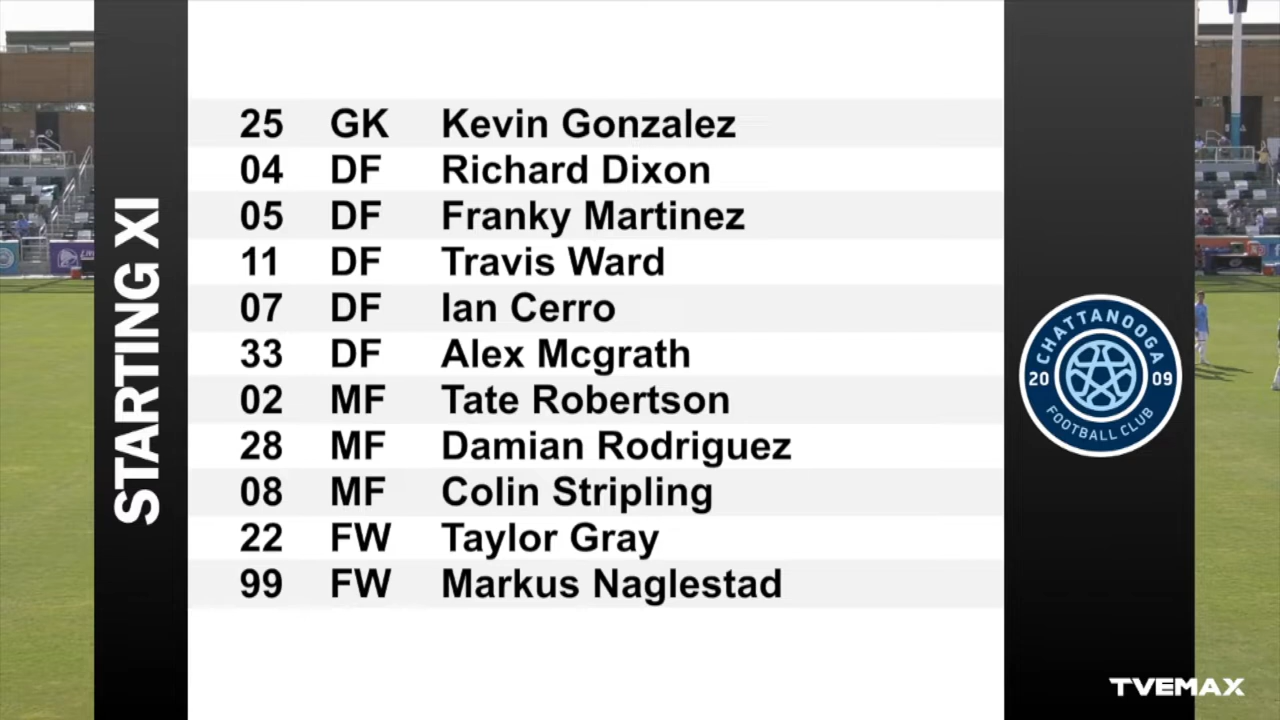 STARTING XI
25 GK Kevin Gonzalez
04 DF Richard Dixon
05 DF Franky Martinez
11 DF Travis Ward
07 DF Ian Cerro
33 DF Alex Mcgrath
02 MF Tate Robertson
28 MF Damian Rodriguez
08 MF Colin Stripling
22 FW Taylor Gray
99 FW Markus Naglestad
CHATTANOOGA
20 09
FOOTBALL CLUB
TVEMAX